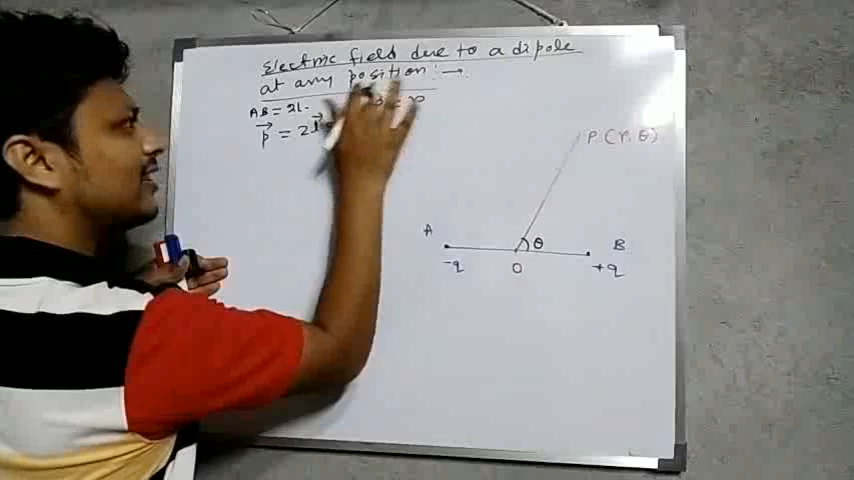 Electric field due to a dipole
at any position :→
AB = 2l.
= r
p⃗ = 2l⃗
P (r, θ)
A
θ
B
-q
O
+q